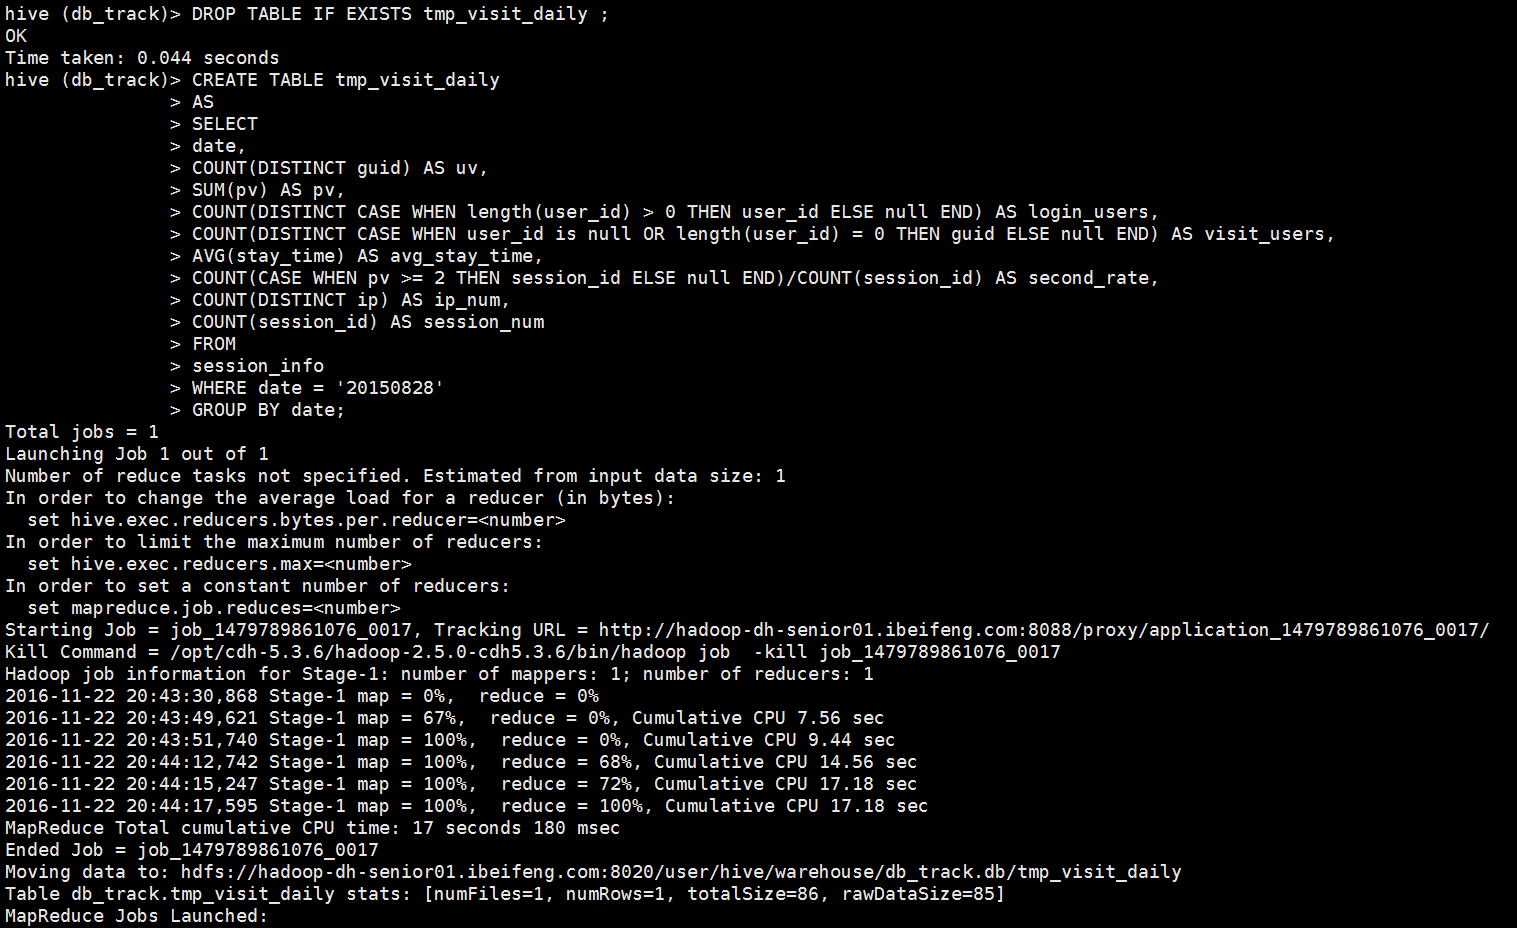 hive (db_track)> DROP TABLE IF EXISTS tmp_visit_daily ;
OK
Time taken: 0.044 seconds
hive (db_track)> CREATE TABLE tmp_visit_daily
> AS
> SELECT
> date,
> COUNT(DISTINCT guid) AS uv,
> SUM(pv) AS pv,
> COUNT(DISTINCT CASE WHEN length(user_id) > 0 THEN user_id ELSE null END) AS login_users,
> COUNT(DISTINCT CASE WHEN user_id is null OR length(user_id) = 0 THEN guid ELSE null END) AS visit_users,
> AVG(stay_time) AS avg_stay_time,
> COUNT(CASE WHEN pv >= 2 THEN session_id ELSE null END)/COUNT(session_id) AS second_rate,
> COUNT(DISTINCT ip) AS ip_num,
> COUNT(session_id) AS session_num
> FROM
> session_info
> WHERE date = '20150828'
> GROUP BY date;
Total jobs = 1
Launching Job 1 out of 1
Number of reduce tasks not specified. Estimated from input data size: 1
In order to change the average load for a reducer (in bytes):
  set hive.exec.reducers.bytes.per.reducer=<number>
In order to limit the maximum number of reducers:
  set hive.exec.reducers.max=<number>
In order to set a constant number of reducers:
  set mapreduce.job.reduces=<number>
Starting Job = job_1479789861076_0017, Tracking URL = http://hadoop-dh-senior01.ibeifeng.com:8088/proxy/application_1479789861076_0017/
Kill Command = /opt/cdh-5.3.6/hadoop-2.5.0-cdh5.3.6/bin/hadoop job  -kill job_1479789861076_0017
Hadoop job information for Stage-1: number of mappers: 1; number of reducers: 1
2016-11-22 20:43:30,868 Stage-1 map = 0%,  reduce = 0%
2016-11-22 20:43:49,621 Stage-1 map = 67%,  reduce = 0%, Cumulative CPU 7.56 sec
2016-11-22 20:43:51,740 Stage-1 map = 100%,  reduce = 0%, Cumulative CPU 9.44 sec
2016-11-22 20:44:12,742 Stage-1 map = 100%,  reduce = 68%, Cumulative CPU 14.56 sec
2016-11-22 20:44:15,247 Stage-1 map = 100%,  reduce = 72%, Cumulative CPU 17.18 sec
2016-11-22 20:44:17,595 Stage-1 map = 100%,  reduce = 100%, Cumulative CPU 17.18 sec
MapReduce Total cumulative CPU time: 17 seconds 180 msec
Ended Job = job_1479789861076_0017
Moving data to: hdfs://hadoop-dh-senior01.ibeifeng.com:8020/user/hive/warehouse/db_track.db/tmp_visit_daily
Table db_track.tmp_visit_daily stats: [numFiles=1, numRows=1, totalSize=86, rawDataSize=85]
MapReduce Jobs Launched: